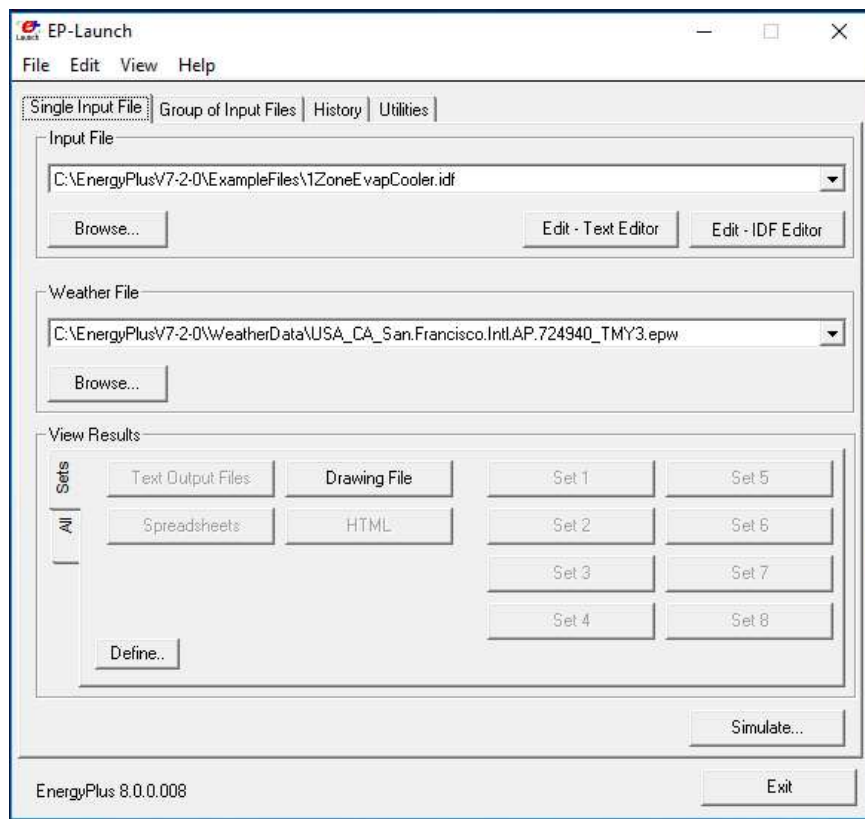 EP-Launch
File Edit View Help
Single Input File Group of Input Files History Utilities
Input File
C:\EnergyPlusV7-2-0\ExampleFiles\1ZoneEvapCooler.idf
Browse... Edit - Text Editor Edit - IDF Editor
Weather File
C:\EnergyPlusV7-2-0\WeatherData\USA_CA_San.Francisco.Intl.AP.724940_TMY3.epw
Browse...
View Results
Sets
All
Text Output Files Drawing File Set 1 Set 5
Spreadsheets HTML Set 2 Set 6
Set 3 Set 7
Set 4 Set 8
Define..
Simulate...
EnergyPlus 8.0.0.008 Exit